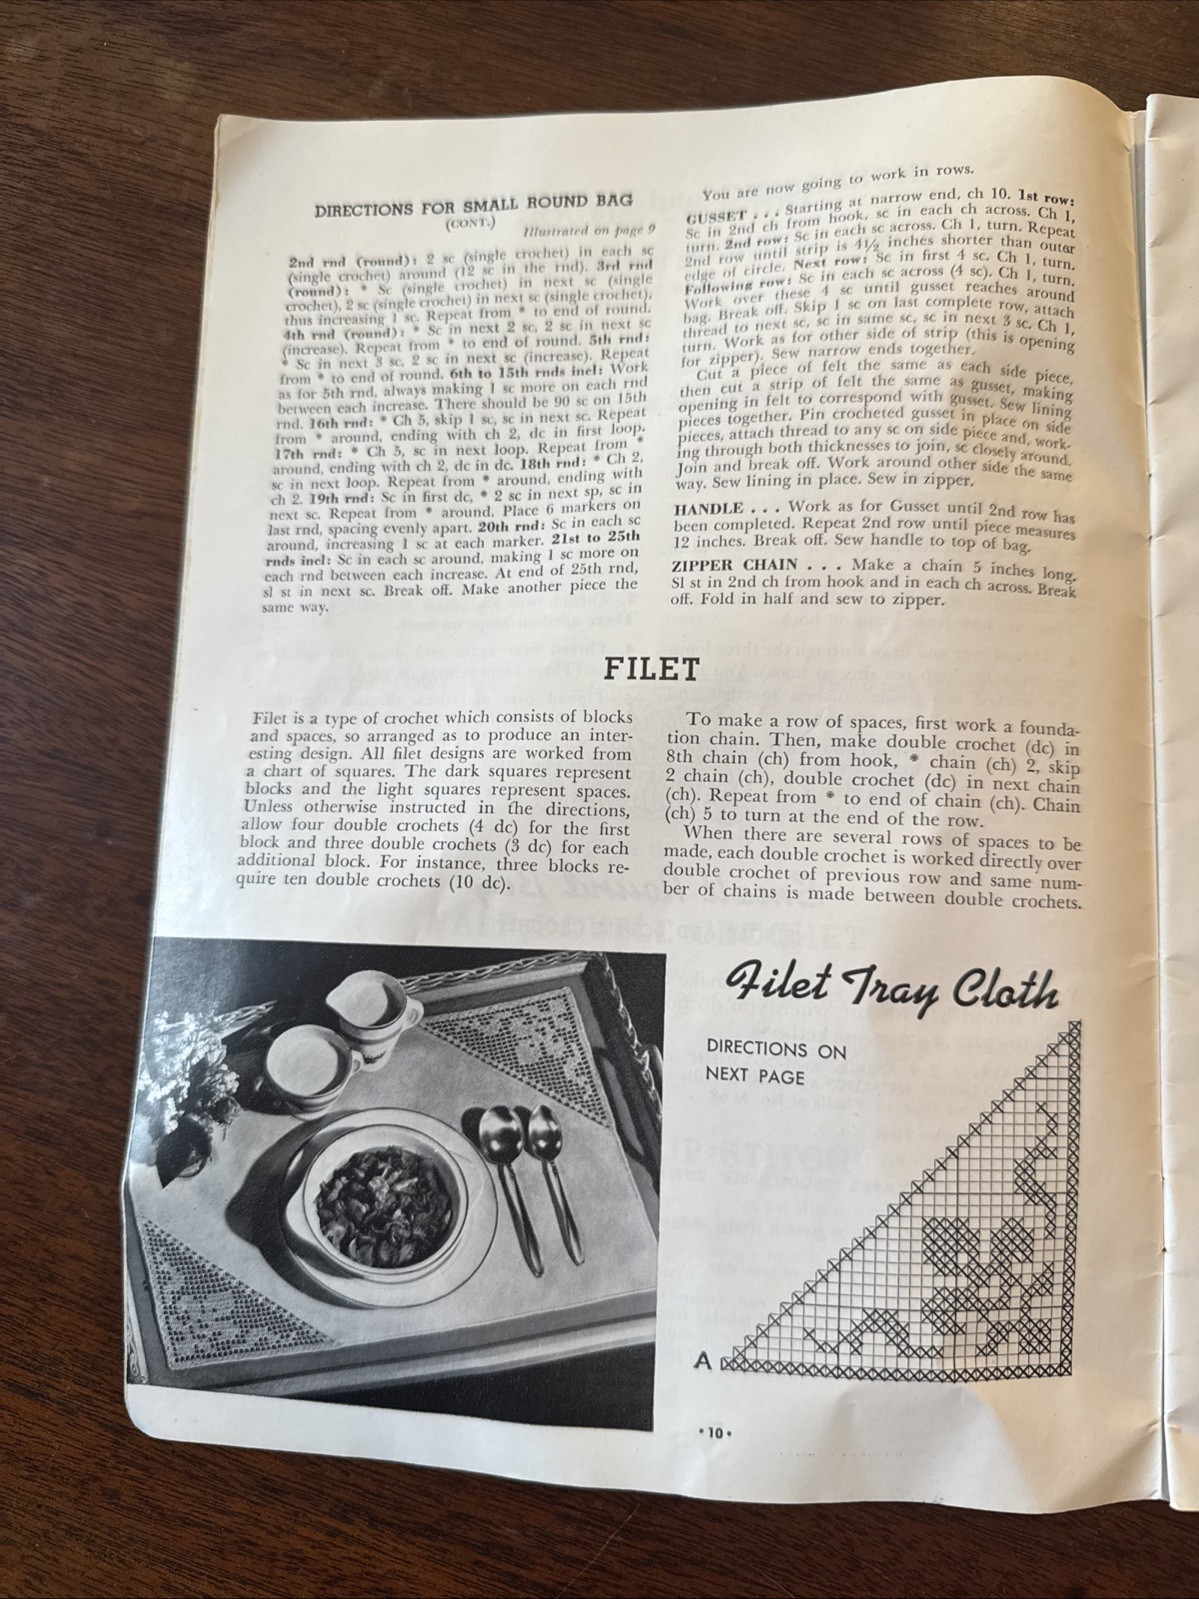 DIRECTIONS FOR SMALL ROUND BAG
(CONT.)
Illustrated on page 9
2nd rnd (round): 2 sc (single crochet) in each sc
(single crochet) around (12 sc in the rnd). 3rd rnd
(round): * Sc (single crochet) in next sc (single
crochet), 2 sc (single crochet) in next sc (single crochet),
thus increasing 1 sc. Repeat from * to end of round.
4th rnd (round): * Sc in next 2 sc, 2 sc in next sc
(increase). Repeat from * to end of round. 5th rnd:
* Sc in next 3 sc, 2 sc in next sc (increase). Repeat
from * to end of round. 6th to 15th rnds incl: Work
as for 5th rnd, always making 1 sc more on each rnd
between each increase. There should be 90 sc on 15th
rnd. 16th rnd: * Ch 5, skip 1 sc, sc in next sc. Repeat
from * around, ending with ch 2, dc in first loop.
17th rnd: * Ch 5, sc in next loop. Repeat from *
around, ending with ch 2, dc in dc. 18th rnd: * Ch 2,
sc in next loop. Repeat from * around, ending with
ch 2. 19th rnd: Sc in first dc, * 2 sc in next sp, sc in
next sc. Repeat from * around. Place 6 markers on
last rnd, spacing evenly apart. 20th rnd: Sc in each sc
around, increasing 1 sc at each marker. 21st to 25th
rnds incl: Sc in each sc around, making 1 sc more on
each rnd between each increase. At end of 25th rnd,
sl st in next sc. Break off. Make another piece the
same way.
You are now going to work in rows.
GUSSET . . . Starting at narrow end, ch 10. 1st row:
Sc in 2nd ch from hook, sc in each ch across. Ch 1,
turn. 2nd row: Sc in each sc across. Ch 1, turn. Repeat
2nd row until strip is 4½ inches shorter than outer
edge of circle. Next row: Sc in first 4 sc. Ch 1, turn.
Following row: Sc in each sc across (4 sc). Ch 1, turn.
Work over these 4 sc until gusset reaches around
bag. Break off. Skip 1 sc on last complete row, attach
thread to next sc, sc in same sc, sc in next 3 sc. Ch 1,
turn. Work as for other side of strip (this is opening
for zipper). Sew narrow ends together.
Cut a piece of felt the same as each side piece,
then cut a strip of felt the same as gusset, making
opening in felt to correspond with gusset. Sew lining
pieces together. Pin crocheted gusset in place on side
pieces, attach thread to any sc on side piece and, work-
ing through both thicknesses to join, sc closely around.
Join and break off. Work around other side the same
way. Sew lining in place. Sew in zipper.
HANDLE . . . Work as for Gusset until 2nd row has
been completed. Repeat 2nd row until piece measures
12 inches. Break off. Sew handle to top of bag.
ZIPPER CHAIN . . . Make a chain 5 inches long.
Sl st in 2nd ch from hook and in each ch across. Break
off. Fold in half and sew to zipper.
FILET
Filet is a type of crochet which consists of blocks
and spaces, so arranged as to produce an inter-
esting design. All filet designs are worked from
a chart of squares. The dark squares represent
blocks and the light squares represent spaces.
Unless otherwise instructed in the directions,
allow four double crochets (4 dc) for the first
block and three double crochets (3 dc) for each
additional block. For instance, three blocks re-
quire ten double crochets (10 dc).
To make a row of spaces, first work a founda-
tion chain. Then, make double crochet (dc) in
8th chain (ch) from hook, * chain (ch) 2, skip
2 chain (ch), double crochet (dc) in next chain
(ch). Repeat from * to end of chain (ch). Chain
(ch) 5 to turn at the end of the row.
When there are several rows of spaces to be
made, each double crochet is worked directly over
double crochet of previous row and same num-
ber of chains is made between double crochets.
Filet Tray Cloth
DIRECTIONS ON
NEXT PAGE
A
•10•